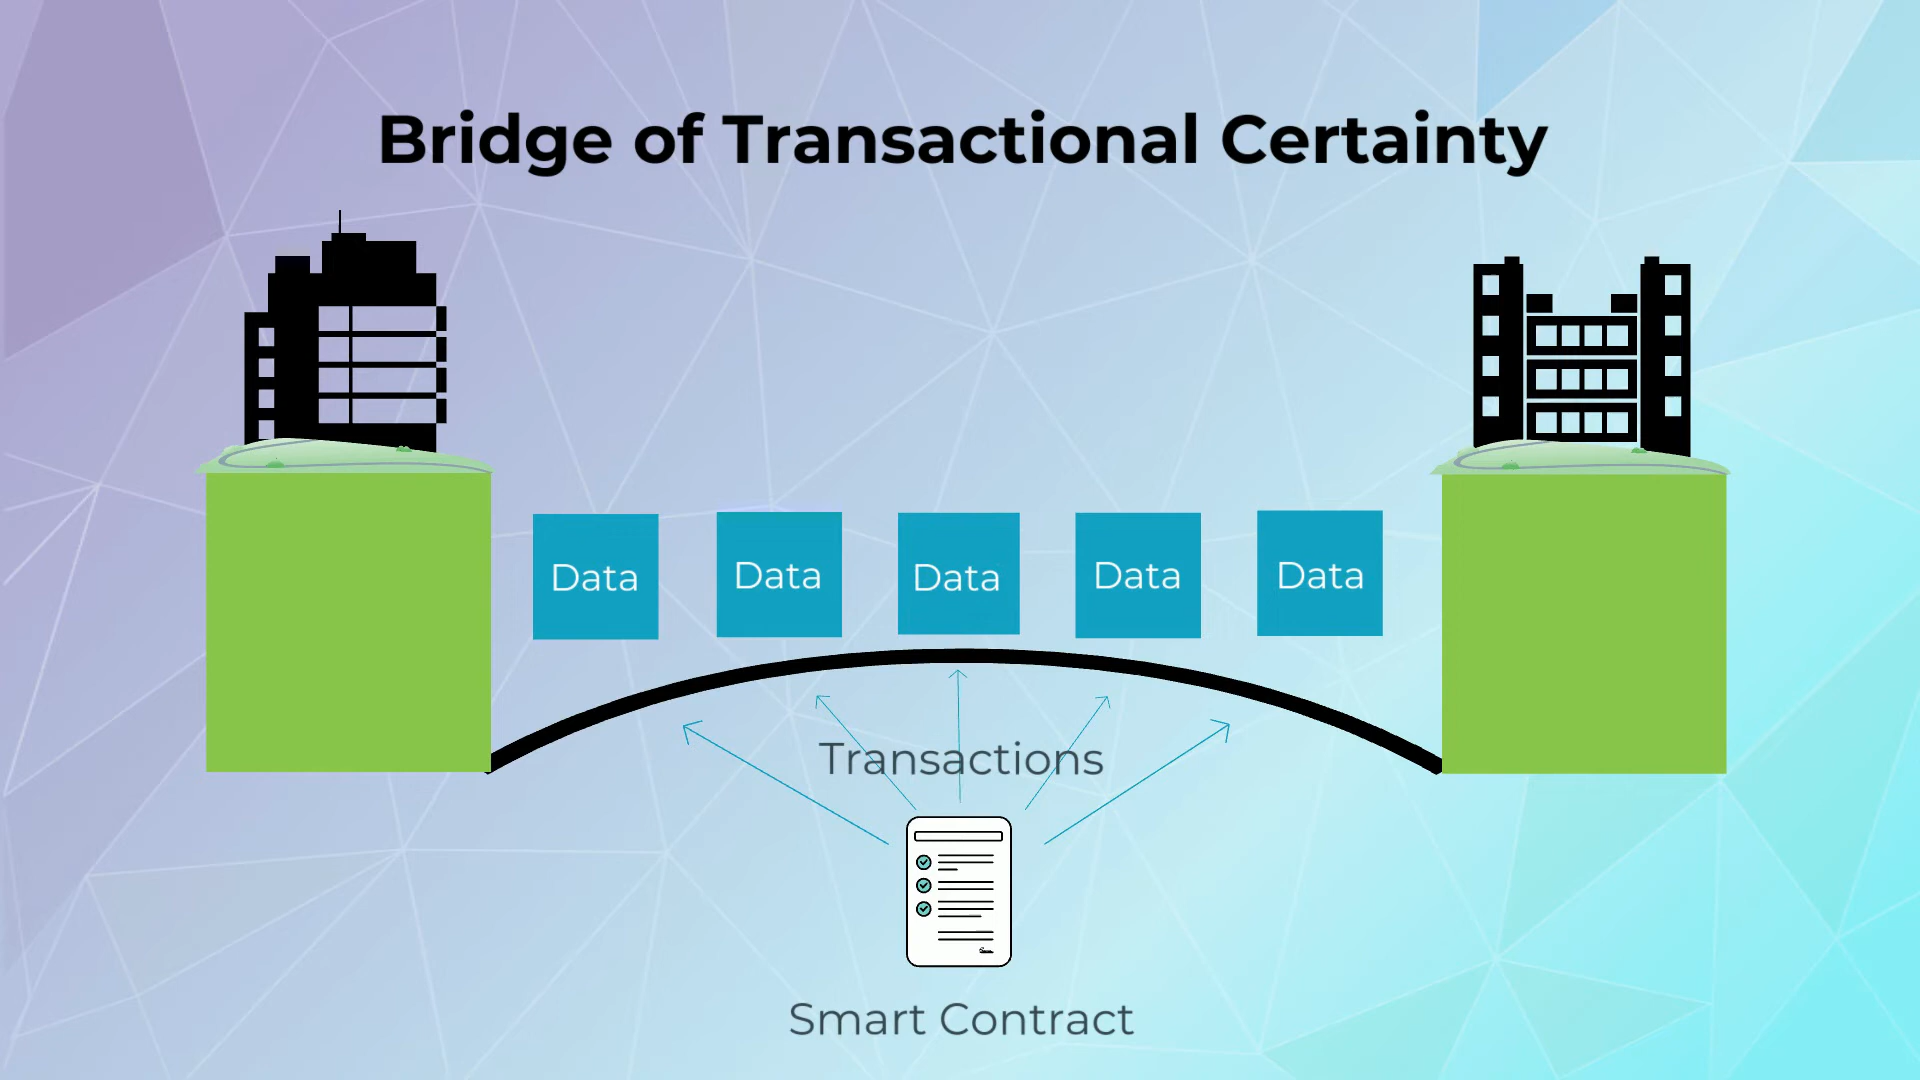 Bridge of Transactional Certainty
Data
Data
Data
Data
Data
Transactions
Smart Contract